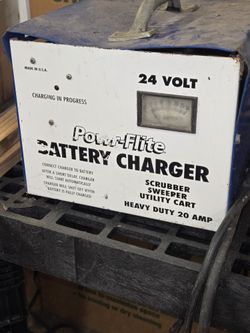 MADE IN U.S.A.
24 VOLT
CHARGING IN PROGRESS
Powr-Flite
BATTERY CHARGER
CONNECT CHARGER TO BATTERY
AFTER A SHORT DELAY, CHARGER
WILL START AUTOMATICALLY
CHARGER WILL SHUT OFF WHEN
"BATTERY IS FULLY CHARGED"
SCRUBBER
SWEEPER
UTILITY CART
HEAVY DUTY 20 AMP